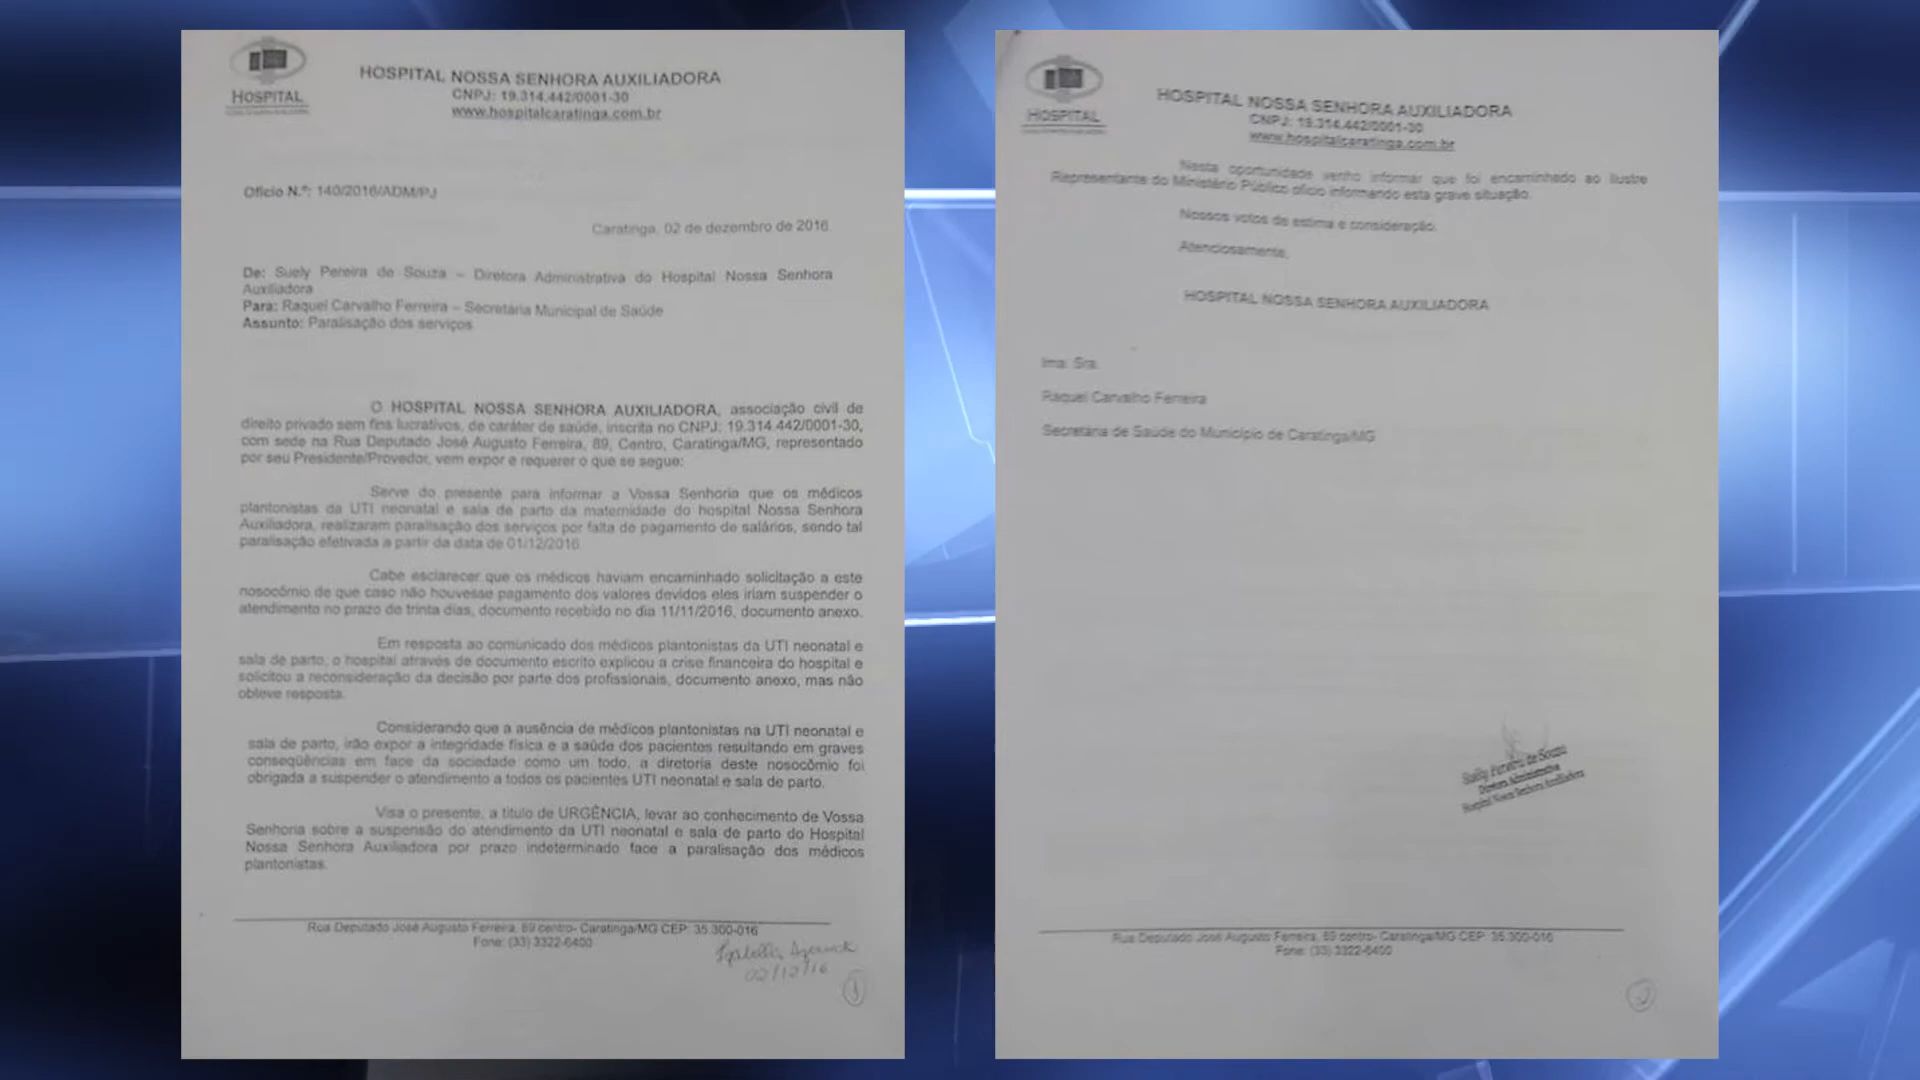 HOSPITAL
HOSPITAL NOSSA SENHORA AUXILIADORA
CNPJ: 19.314.442/0001-30
www.hospitalcaratinga.com.br
Ofício N.º: 140/2016/ADM/PJ
Caratinga, 02 de dezembro de 2016.
De: Suely Pereira de Souza – Diretora Administrativa do Hospital Nossa Senhora
Auxiliadora
Para: Raquel Carvalho Ferreira – Secretária Municipal de Saúde
Assunto: Paralisação dos serviços
O HOSPITAL NOSSA SENHORA AUXILIADORA, associação civil de
direito privado sem fins lucrativos, de caráter de saúde, inscrita no CNPJ: 19.314.442/0001-30,
com sede na Rua Deputado José Augusto Ferreira, 89, Centro, Caratinga/MG, representado
por seu Presidente/Provedor, vem expor e requerer o que se segue:
Serve do presente para informar a Vossa Senhoria que os médicos
plantonistas da UTI neonatal e sala de parto da maternidade do hospital Nossa Senhora
Auxiliadora, realizaram paralisação dos serviços por falta de pagamento de salários, sendo tal
paralisação efetivada a partir da data de 01/12/2016.
Cabe esclarecer que os médicos haviam encaminhado solicitação a este
nosocômio de que caso não houvesse pagamento dos valores devidos eles iriam suspender o
atendimento no prazo de trinta dias, documento recebido no dia 11/11/2016, documento anexo.
Em resposta ao comunicado dos médicos plantonistas da UTI neonatal e
sala de parto, o hospital através de documento escrito explicou a crise financeira do hospital e
solicitou a reconsideração da decisão por parte dos profissionais, documento anexo, mas não
obteve resposta.
Considerando que a ausência de médicos plantonistas na UTI neonatal e
sala de parto, irão expor a integridade física e a saúde dos pacientes resultando em graves
conseqüências em face da sociedade como um todo, a diretoria deste nosocômio foi
obrigada a suspender o atendimento a todos os pacientes UTI neonatal e sala de parto.
Visa o presente, a título de URGÊNCIA, levar ao conhecimento de Vossa
Senhoria sobre a suspensão do atendimento da UTI neonatal e sala de parto do Hospital
Nossa Senhora Auxiliadora por prazo indeterminado face a paralisação dos médicos
plantonistas.
Rua Deputado José Augusto Ferreira, 89 centro- Caratinga/MG CEP: 35.300-016
Fone: (33) 3322-6400
02/12/16
1
HOSPITAL
HOSPITAL NOSSA SENHORA AUXILIADORA
CNPJ: 19.314.442/0001-30
www.hospitalcaratinga.com.br
Nesta oportunidade venho informar que foi encaminhado ao Ilustre
Representante do Ministério Público ofício informando esta grave situação.
Nossos votos de estima e consideração.
Atenciosamente,
HOSPITAL NOSSA SENHORA AUXILIADORA
Ima. Sra.
Raquel Carvalho Ferreira
Secretária de Saúde do Município de Caratinga/MG
Suely Pereira de Souza
Diretora Administrativa
Hospital Nossa Senhora Auxiliadora
Rua Deputado José Augusto Ferreira, 89 centro- Caratinga/MG CEP: 35.300-016
Fone: (33) 3322-6400
2